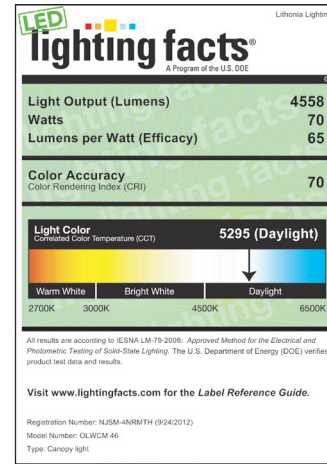 LED
Lithonia Lightin
lighting facts®
A Program of the U.S. DOE
Light Output (Lumens) 4558
Watts 70
Lumens per Watt (Efficacy) 65
Color Accuracy 70
Color Rendering Index (CRI)
Light Color 5295 (Daylight)
Correlated Color Temperature (CCT)
Warm White Bright White Daylight
2700K 3000K 4500K 6500K
All results are according to IESNA LM-79-2008: Approved Method for the Electrical and
Photometric Testing of Solid-State Lighting. The U.S. Department of Energy (DOE) verifies
product test data and results.
Visit www.lightingfacts.com for the Label Reference Guide.
Registration Number: NJSM-4NRMTH (9/24/2012)
Model Number: OLWCM 46
Type: Canopy light